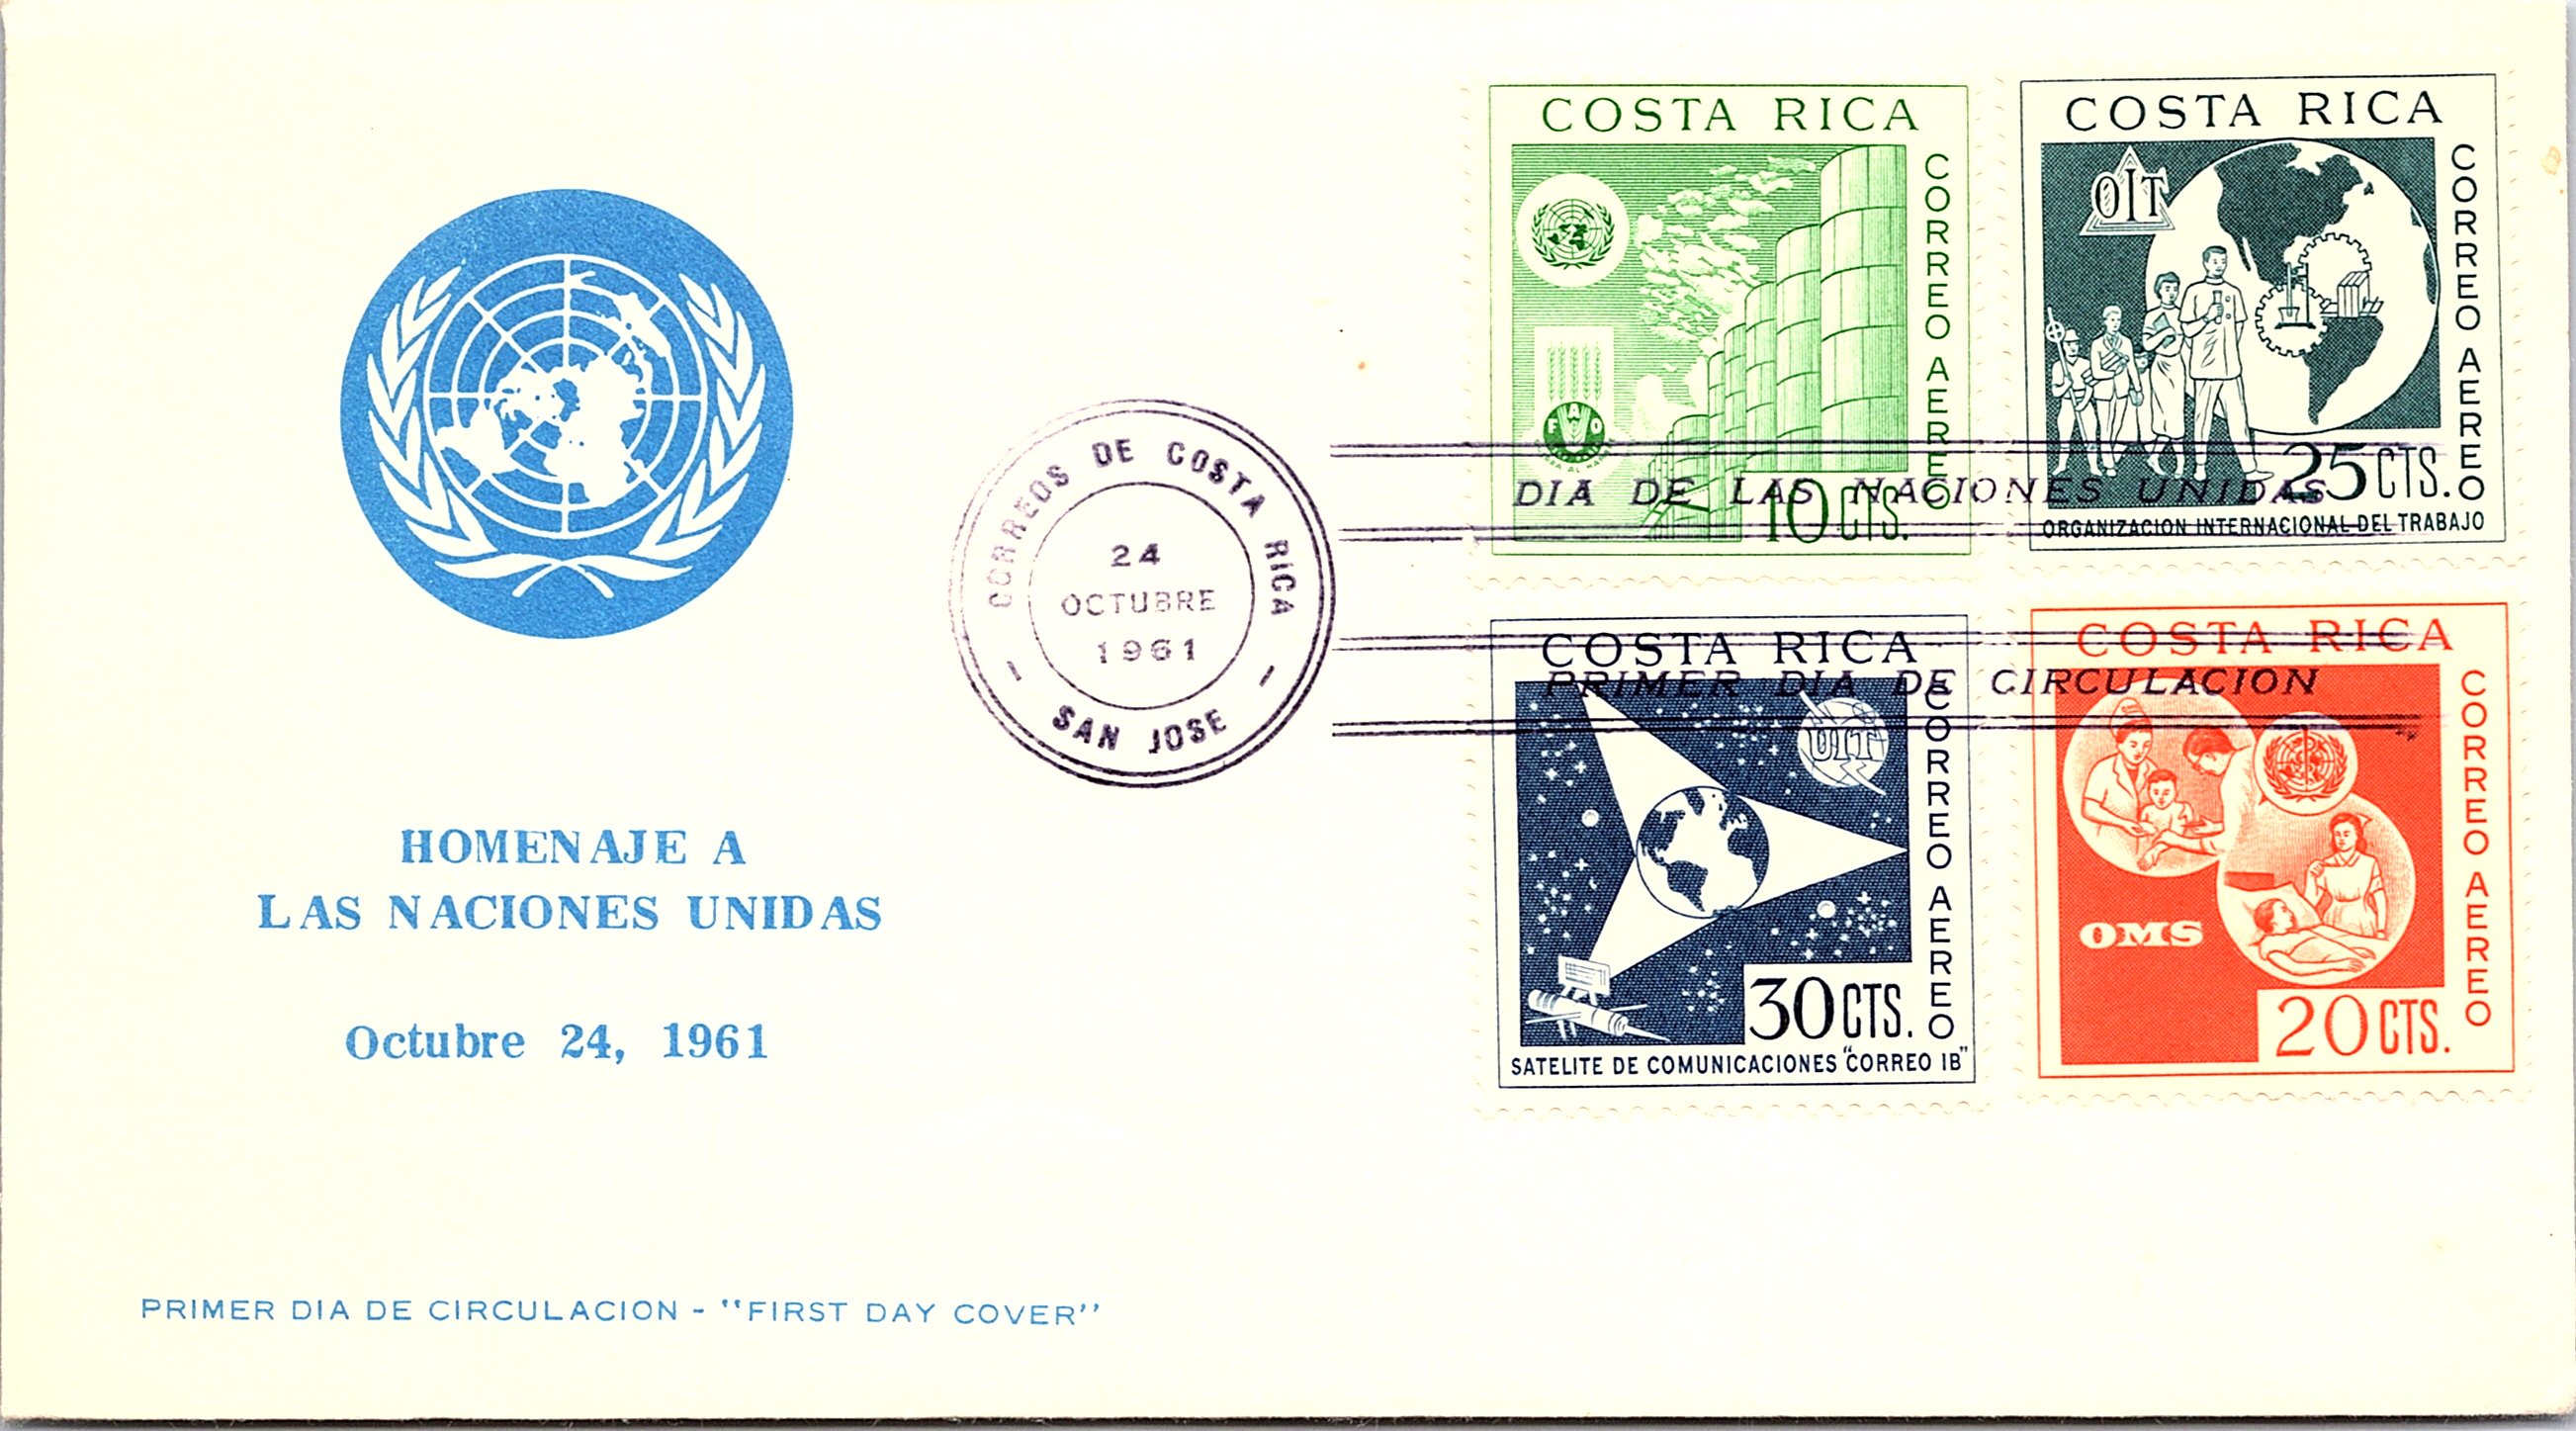 HOMENAJE A
LAS NACIONES UNIDAS
Octubre 24, 1961
PRIMER DIA DE CIRCULACION - "FIRST DAY COVER"
CORREOS DE COSTA RICA
24
OCTUBRE
1961
SAN JOSE
DIA DE LAS NACIONES UNIDAS
PRIMER DIA DE CIRCULACION
COSTA RICA
CORREO AEREO
FAO
10 CTS.
COSTA RICA
CORREO AEREO
OIT
25 CTS.
ORGANIZACION INTERNACIONAL DEL TRABAJO
COSTA RICA
CORREO AEREO
UIT
30 CTS.
SATELITE DE COMUNICACIONES "CORREO IB"
COSTA RICA
CORREO AEREO
OMS
20 CTS.